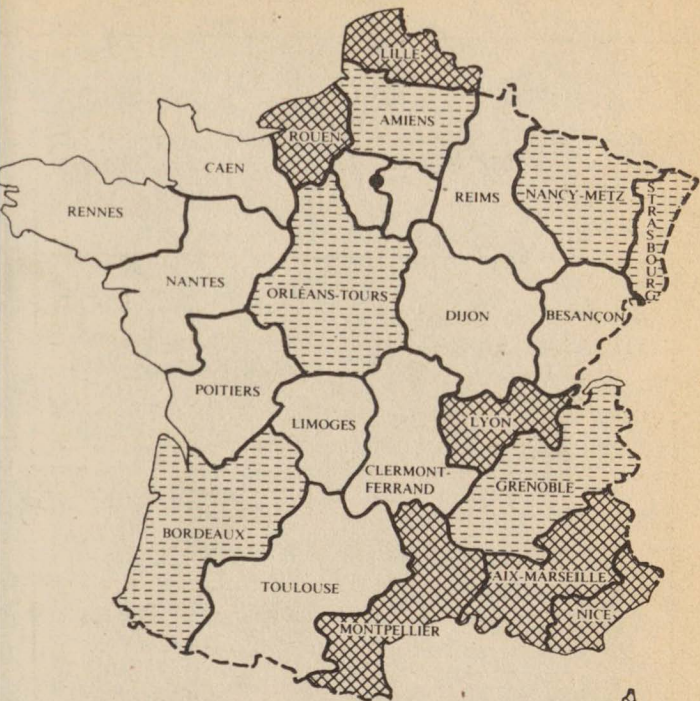 LILLE
AMIENS
ROUEN
CAEN
REIMS
NANCY-METZ
STRASBOURG
RENNES
NANTES
ORLÉANS-TOURS
DIJON
BESANÇON
POITIERS
LIMOGES
LYON
CLERMONT-
FERRAND
GRENOBLE
BORDEAUX
TOULOUSE
AIX-MARSEILLE
NICE
MONTPELLIER